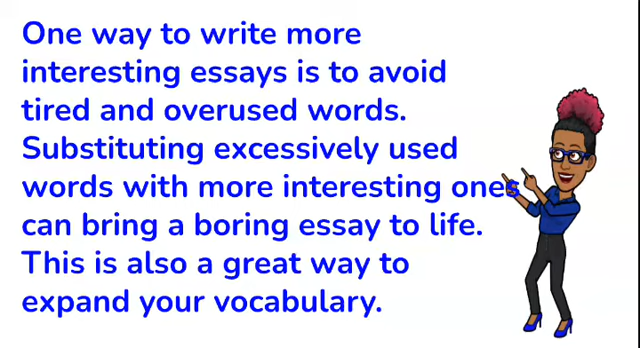 One way to write more
interesting essays is to avoid
tired and overused words.
Substituting excessively used
words with more interesting ones
can bring a boring essay to life.
This is also a great way to
expand your vocabulary.